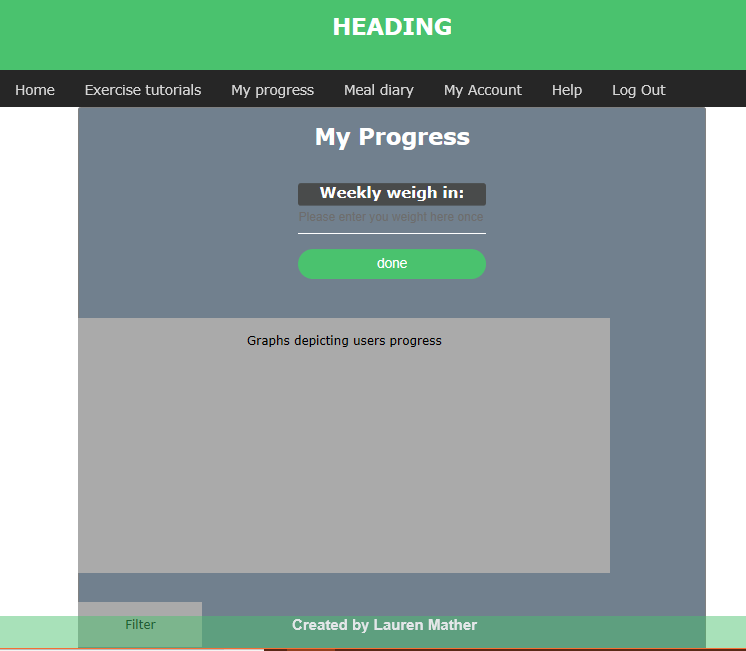 HEADING
Home Exercise tutorials My progress Meal diary My Account Help Log Out
My Progress
Weekly weigh in:
Please enter you weight here once
done
Graphs depicting users progress
Filter
Created by Lauren Mather